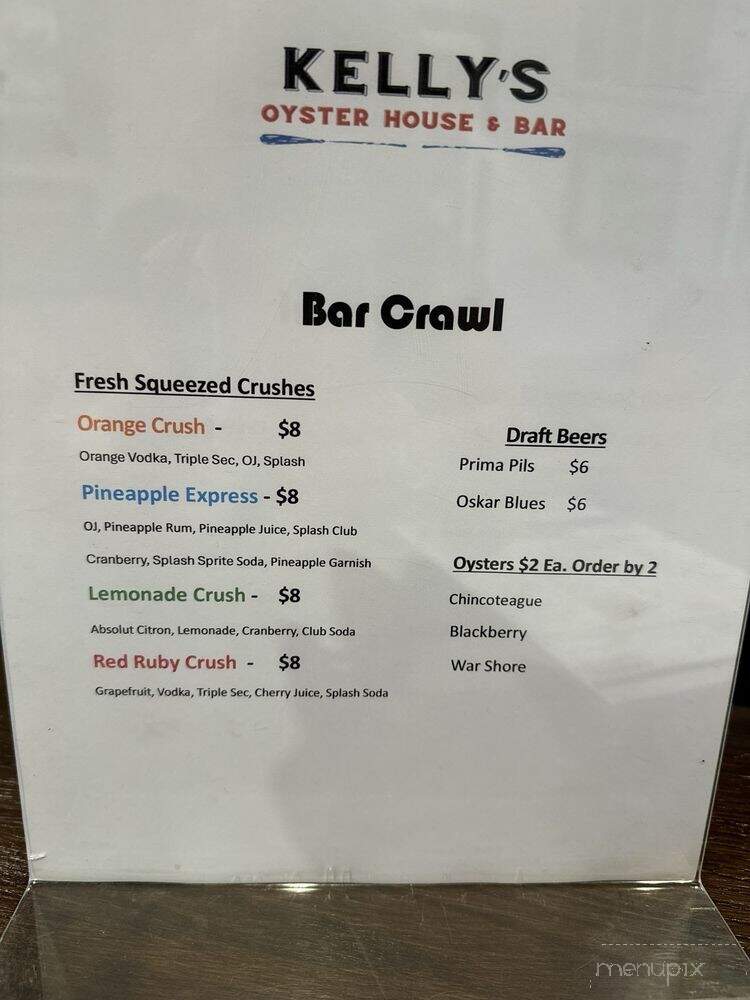 KELLY'S
OYSTER HOUSE & BAR
Bar Crawl
Fresh Squeezed Crushes
Orange Crush - $8
Orange Vodka, Triple Sec, OJ, Splash
Pineapple Express - $8
OJ, Pineapple Rum, Pineapple Juice, Splash Club
Cranberry, Splash Sprite Soda, Pineapple Garnish
Lemonade Crush - $8
Absolut Citron, Lemonade, Cranberry, Club Soda
Red Ruby Crush - $8
Grapefruit, Vodka, Triple Sec, Cherry Juice, Splash Soda
Draft Beers
Prima Pils $6
Oskar Blues $6
Oysters $2 Ea. Order by 2
Chincoteague
Blackberry
War Shore
menupix